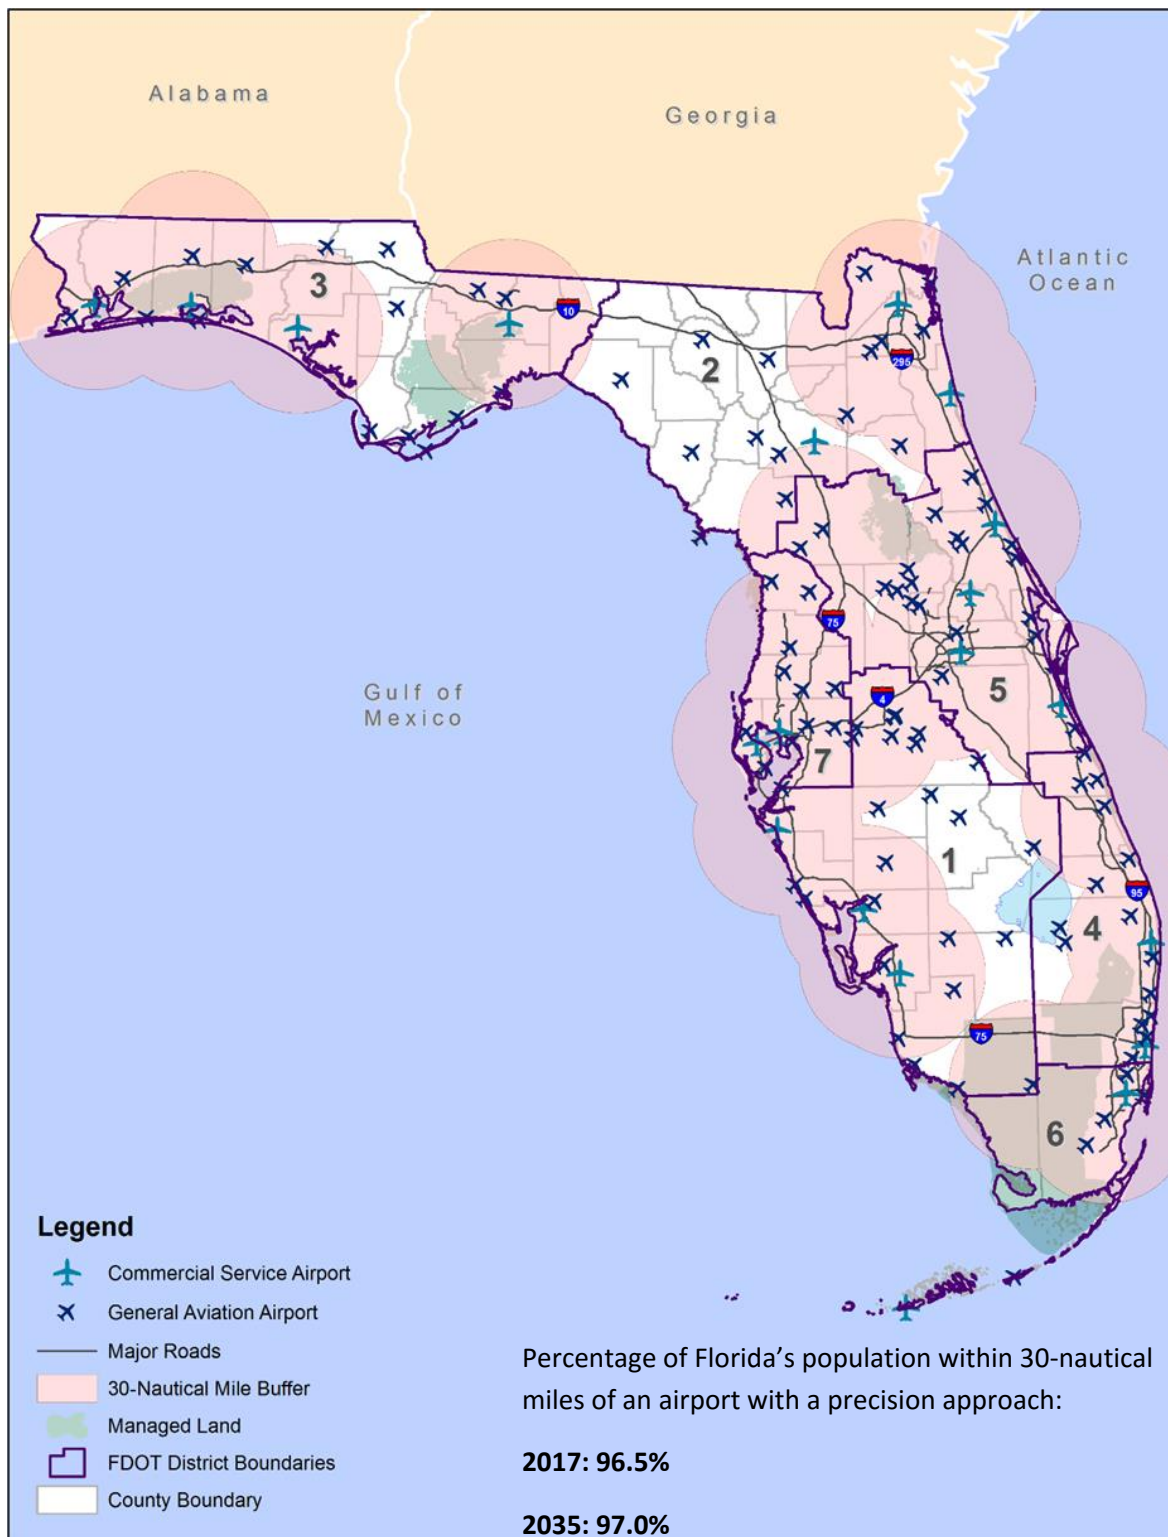 Alabama
Georgia
Atlantic
Ocean
3
10
2
295
75
Gulf of
Mexico
4
5
7
1
95
4
75
6
Legend
Commercial Service Airport
General Aviation Airport
Major Roads
30-Nautical Mile Buffer
Managed Land
FDOT District Boundaries
County Boundary
Percentage of Florida’s population within 30-nautical
miles of an airport with a precision approach:
2017: 96.5%
2035: 97.0%